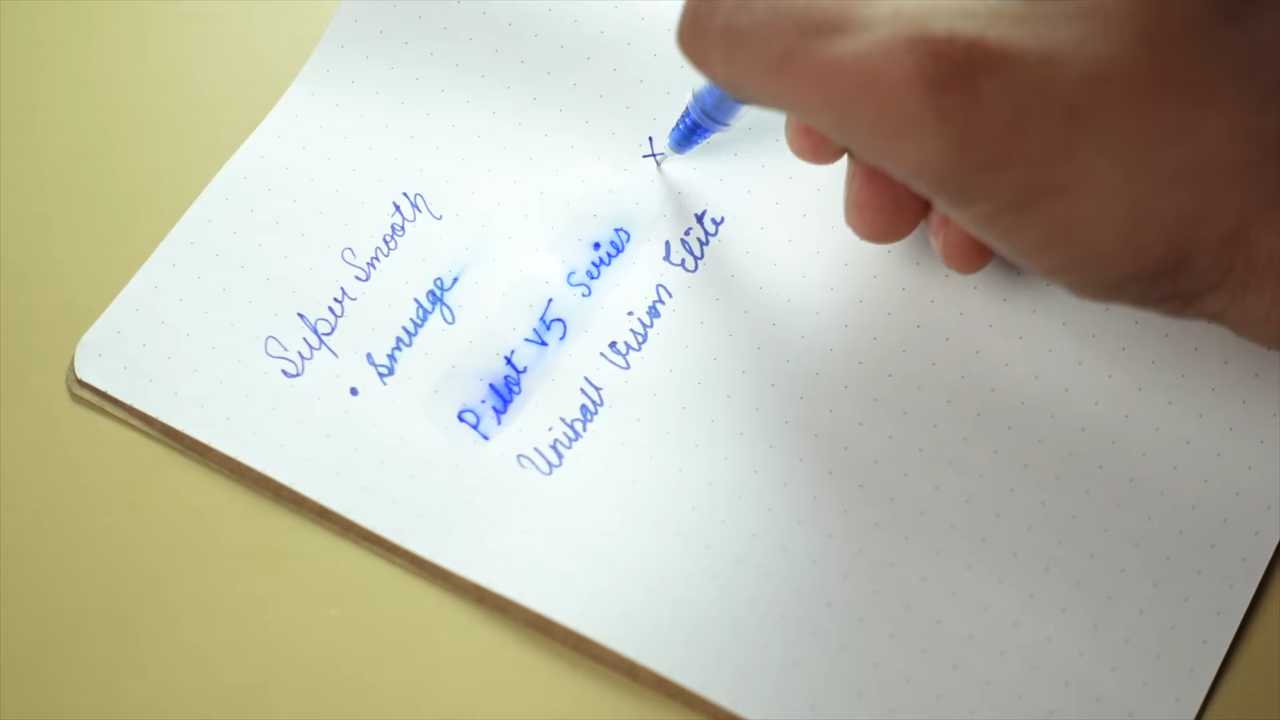 Super Smooth
• Smudge
Pilot V5 Series
x
Uniball Vision Elite